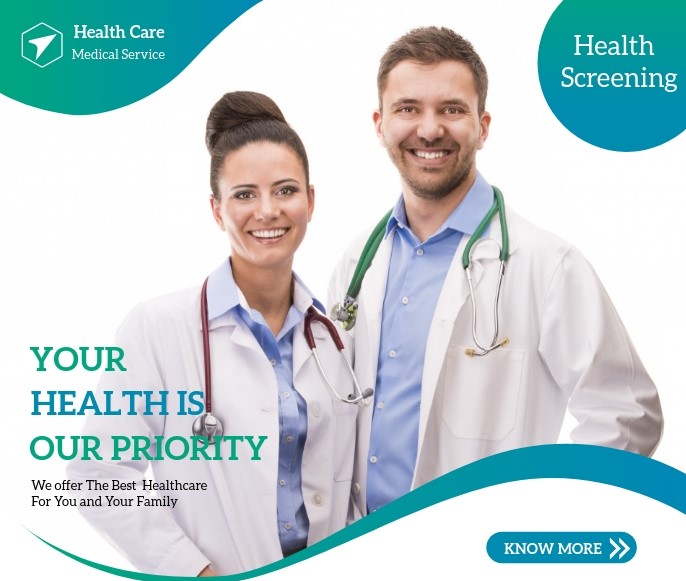 Health Care
Medical Service
Health
Screening
YOUR
HEALTH IS
OUR PRIORITY
We offer The Best Healthcare
For You and Your Family
KNOW MORE